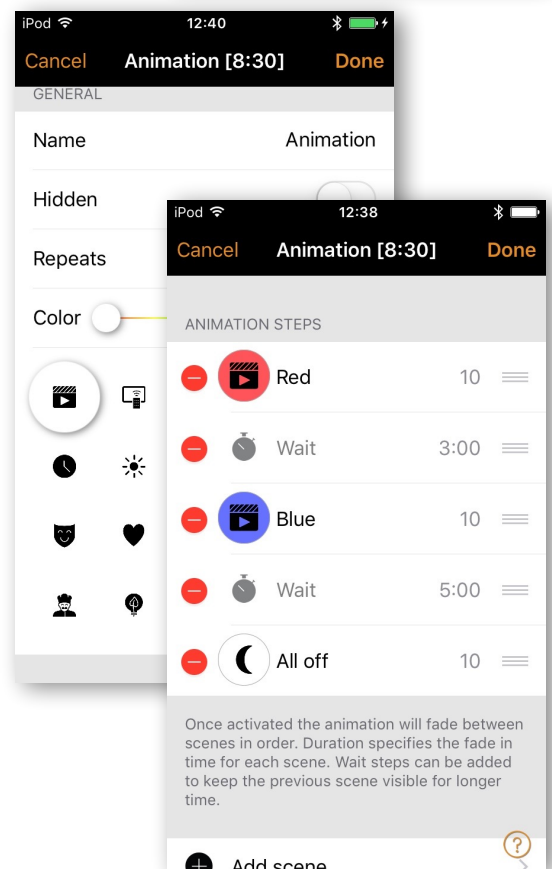 iPod 12:40
Cancel Animation [8:30] Done
GENERAL
Name Animation
Hidden
Repeats
Color
iPod 12:38
Cancel Animation [8:30] Done
ANIMATION STEPS
Red 10
Wait 3:00
Blue 10
Wait 5:00
All off 10
Once activated the animation will fade between
scenes in order. Duration specifies the fade in
time for each scene. Wait steps can be added
to keep the previous scene visible for longer
time.
?
Add scene